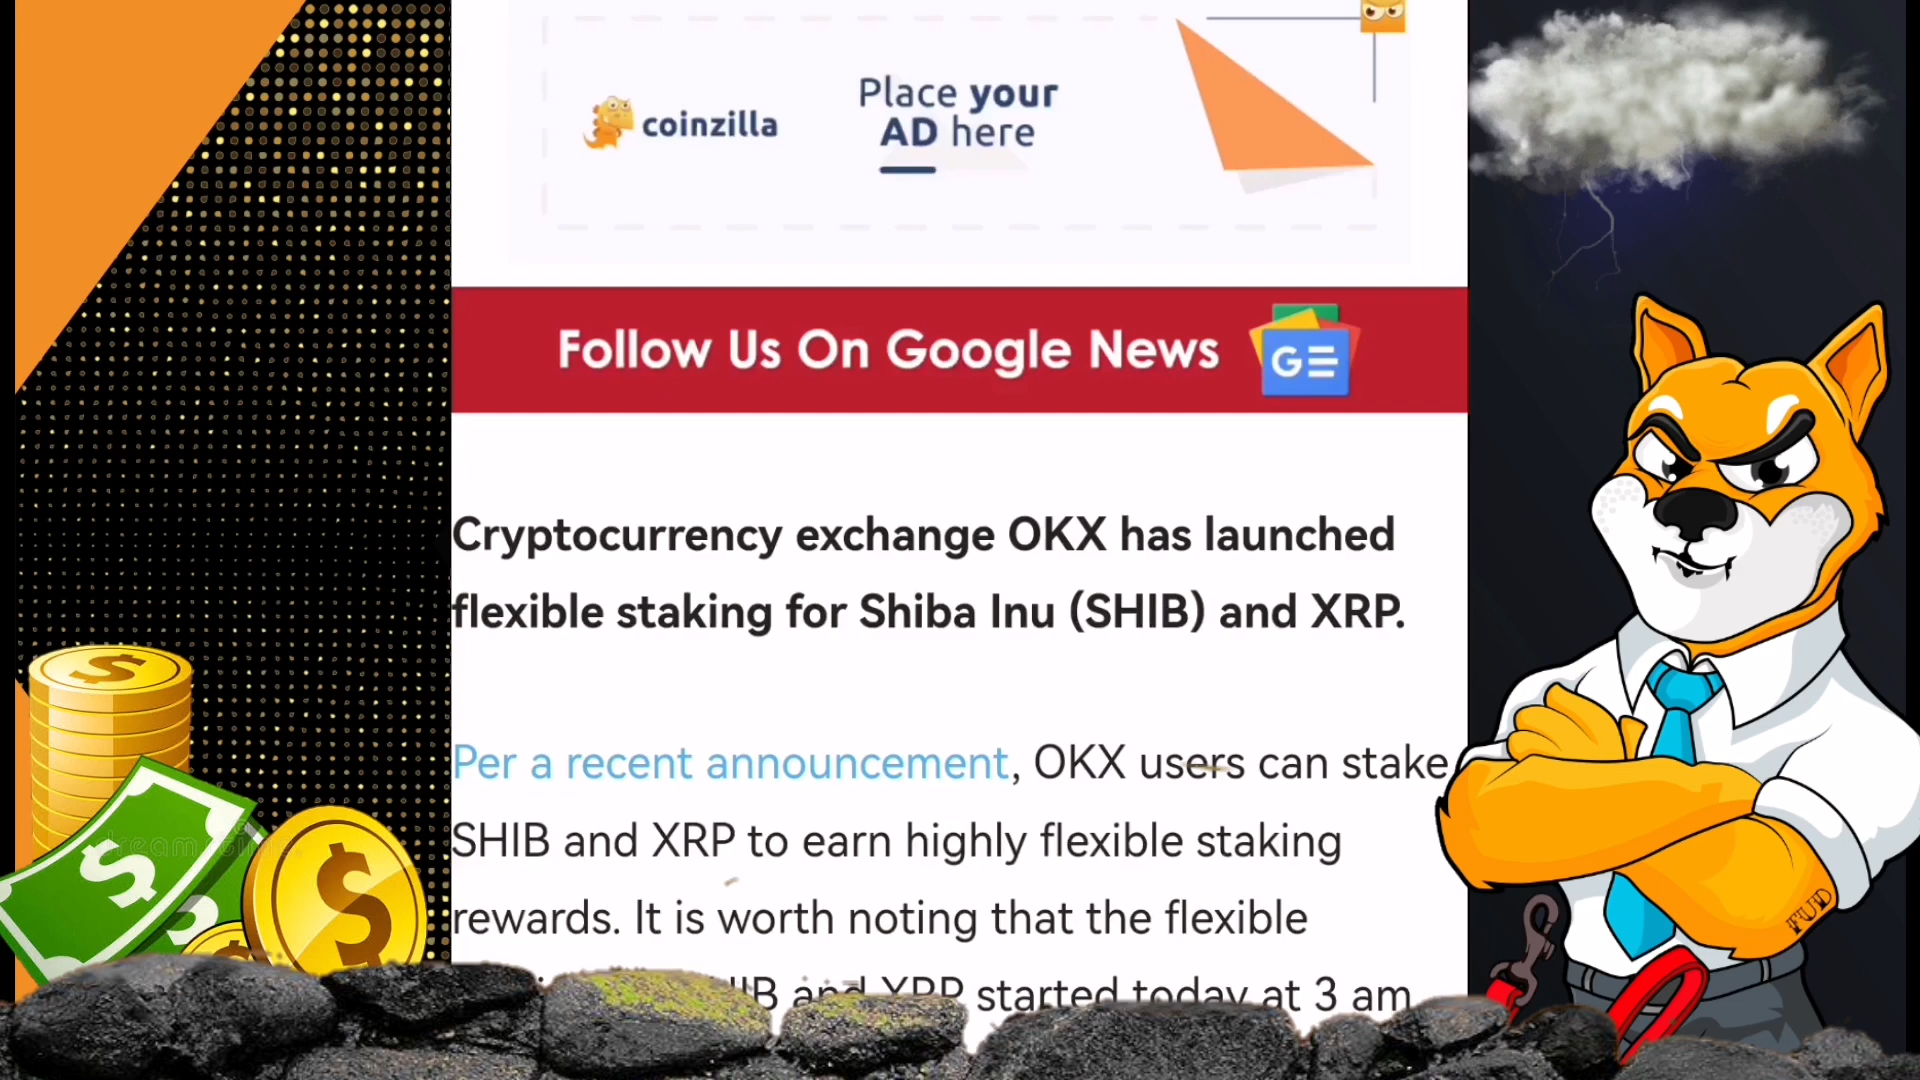 coinzilla
Place your
AD here
Follow Us On Google News
G
Cryptocurrency exchange OKX has launched
flexible staking for Shiba Inu (SHIB) and XRP.
Per a recent announcement, OKX users can stake
SHIB and XRP to earn highly flexible staking
rewards. It is worth noting that the flexible
and XRP started today at 3 am
$
$
$
FUD